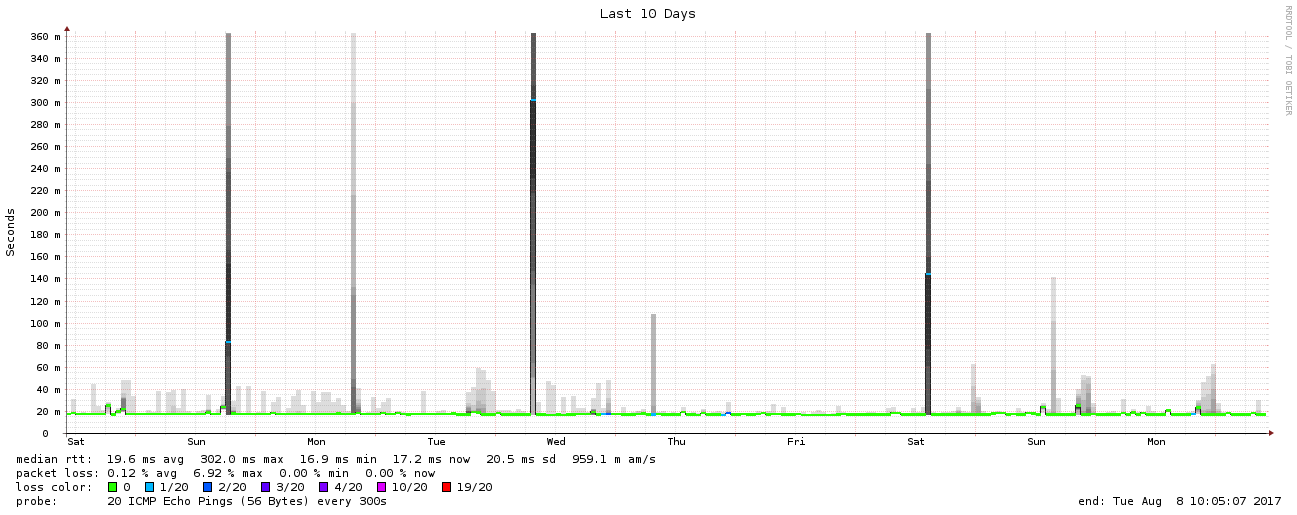 Last 10 Days
RRDTOOL / TOBI OETIKER
Seconds
360 m
340 m
320 m
300 m
280 m
260 m
240 m
220 m
200 m
180 m
160 m
140 m
120 m
100 m
80 m
60 m
40 m
20 m
0
Sat Sun Mon Tue Wed Thu Fri Sat Sun Mon
median rtt: 19.6 ms avg 302.0 ms max 16.9 ms min 17.2 ms now 20.5 ms sd 959.1 m am/s
packet loss: 0.12 % avg 6.92 % max 0.00 % min 0.00 % now
loss color: 0 1/20 2/20 3/20 4/20 10/20 19/20
probe: 20 ICMP Echo Pings (56 Bytes) every 300s end: Tue Aug 8 10:05:07 2017